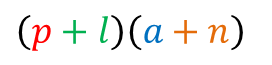 (p + l)(a + n)